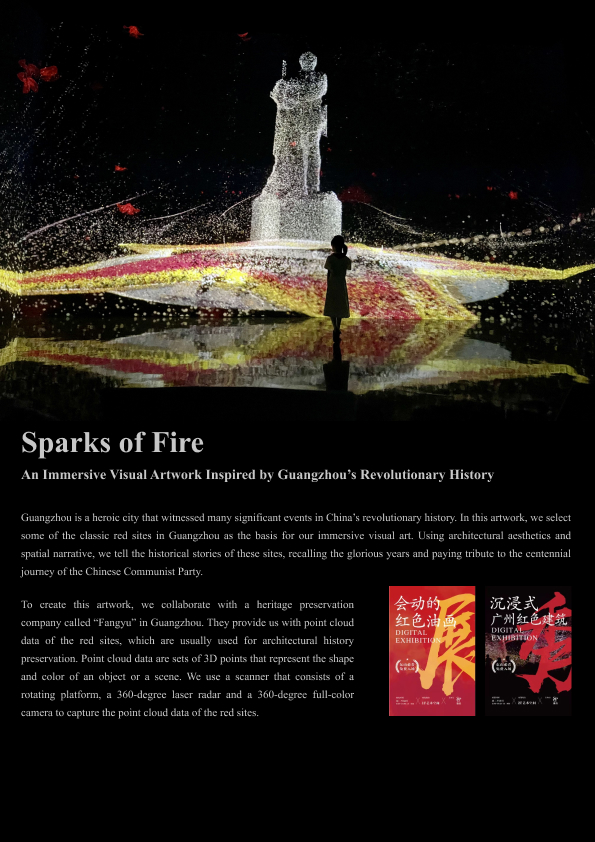 Sparks of Fire
An Immersive Visual Artwork Inspired by Guangzhou’s Revolutionary History
Guangzhou is a heroic city that witnessed many significant events in China’s revolutionary history. In this artwork, we select
some of the classic red sites in Guangzhou as the basis for our immersive visual art. Using architectural aesthetics and
spatial narrative, we tell the historical stories of these sites, recalling the glorious years and paying tribute to the centennial
journey of the Chinese Communist Party.
To create this artwork, we collaborate with a heritage preservation
company called “Fangyu” in Guangzhou. They provide us with point cloud
data of the red sites, which are usually used for architectural history
preservation. Point cloud data are sets of 3D points that represent the shape
and color of an object or a scene. We use a scanner that consists of a
rotating platform, a 360-degree laser radar and a 360-degree full-color
camera to capture the point cloud data of the red sites.
会动的
红色油画
DIGITAL
EXHIBITION
展
沉浸式
广州红色建筑
DIGITAL
EXHIBITION
展